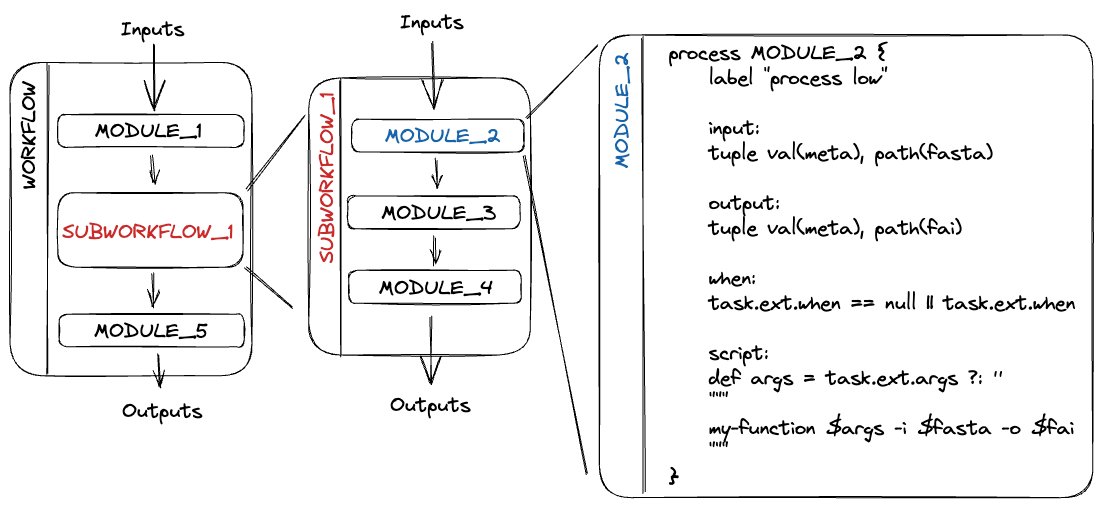 Inputs
WORKFLOW
MODULE_1
SUBWORKFLOW_1
MODULE_5
Outputs
Inputs
SUBWORKFLOW_1
MODULE_2
MODULE_3
MODULE_4
Outputs
MODULE_2
process MODULE_2 {
label "process low"
input:
tuple val(meta), path(fasta)
output:
tuple val(meta), path(fai)
when:
task.ext.when == null || task.ext.when
script:
def args = task.ext.args ?: ''
"""
my-function $args -i $fasta -o $fai
"""
}